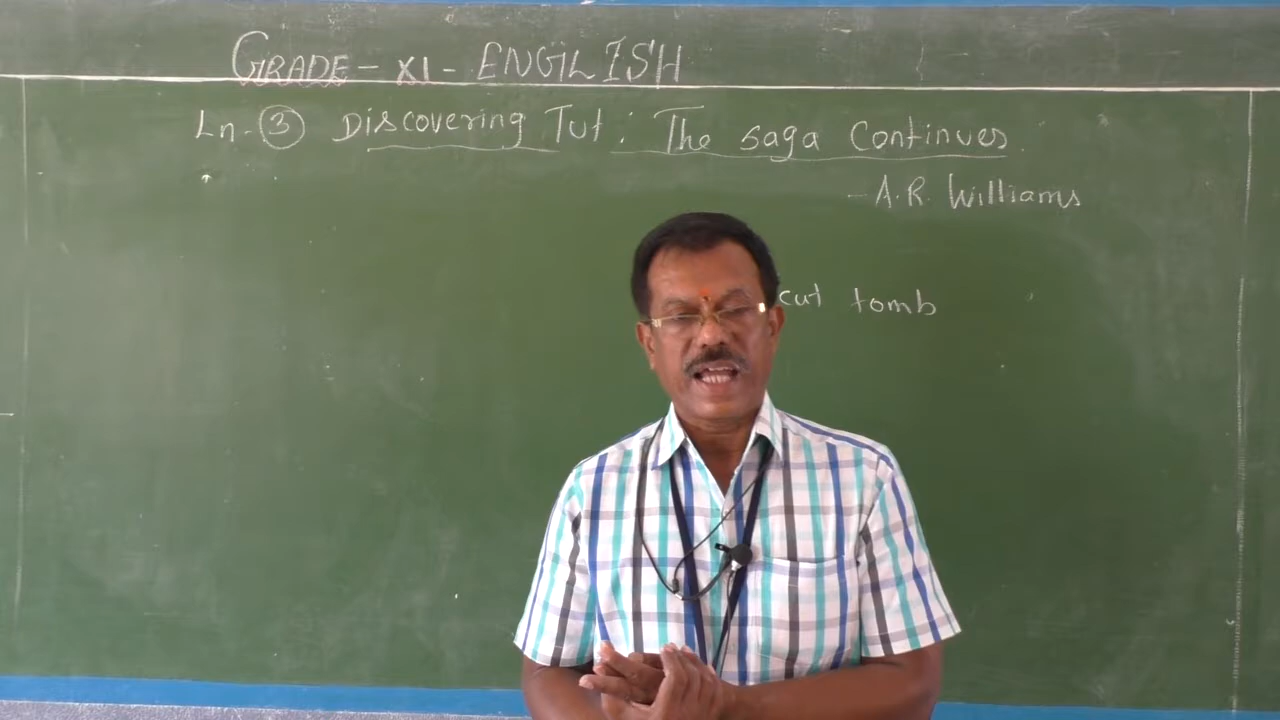 GRADE - XI - ENGLISH
Ln. ③ Discovering Tut : The saga Continues.
- A.R. Williams
cut tomb